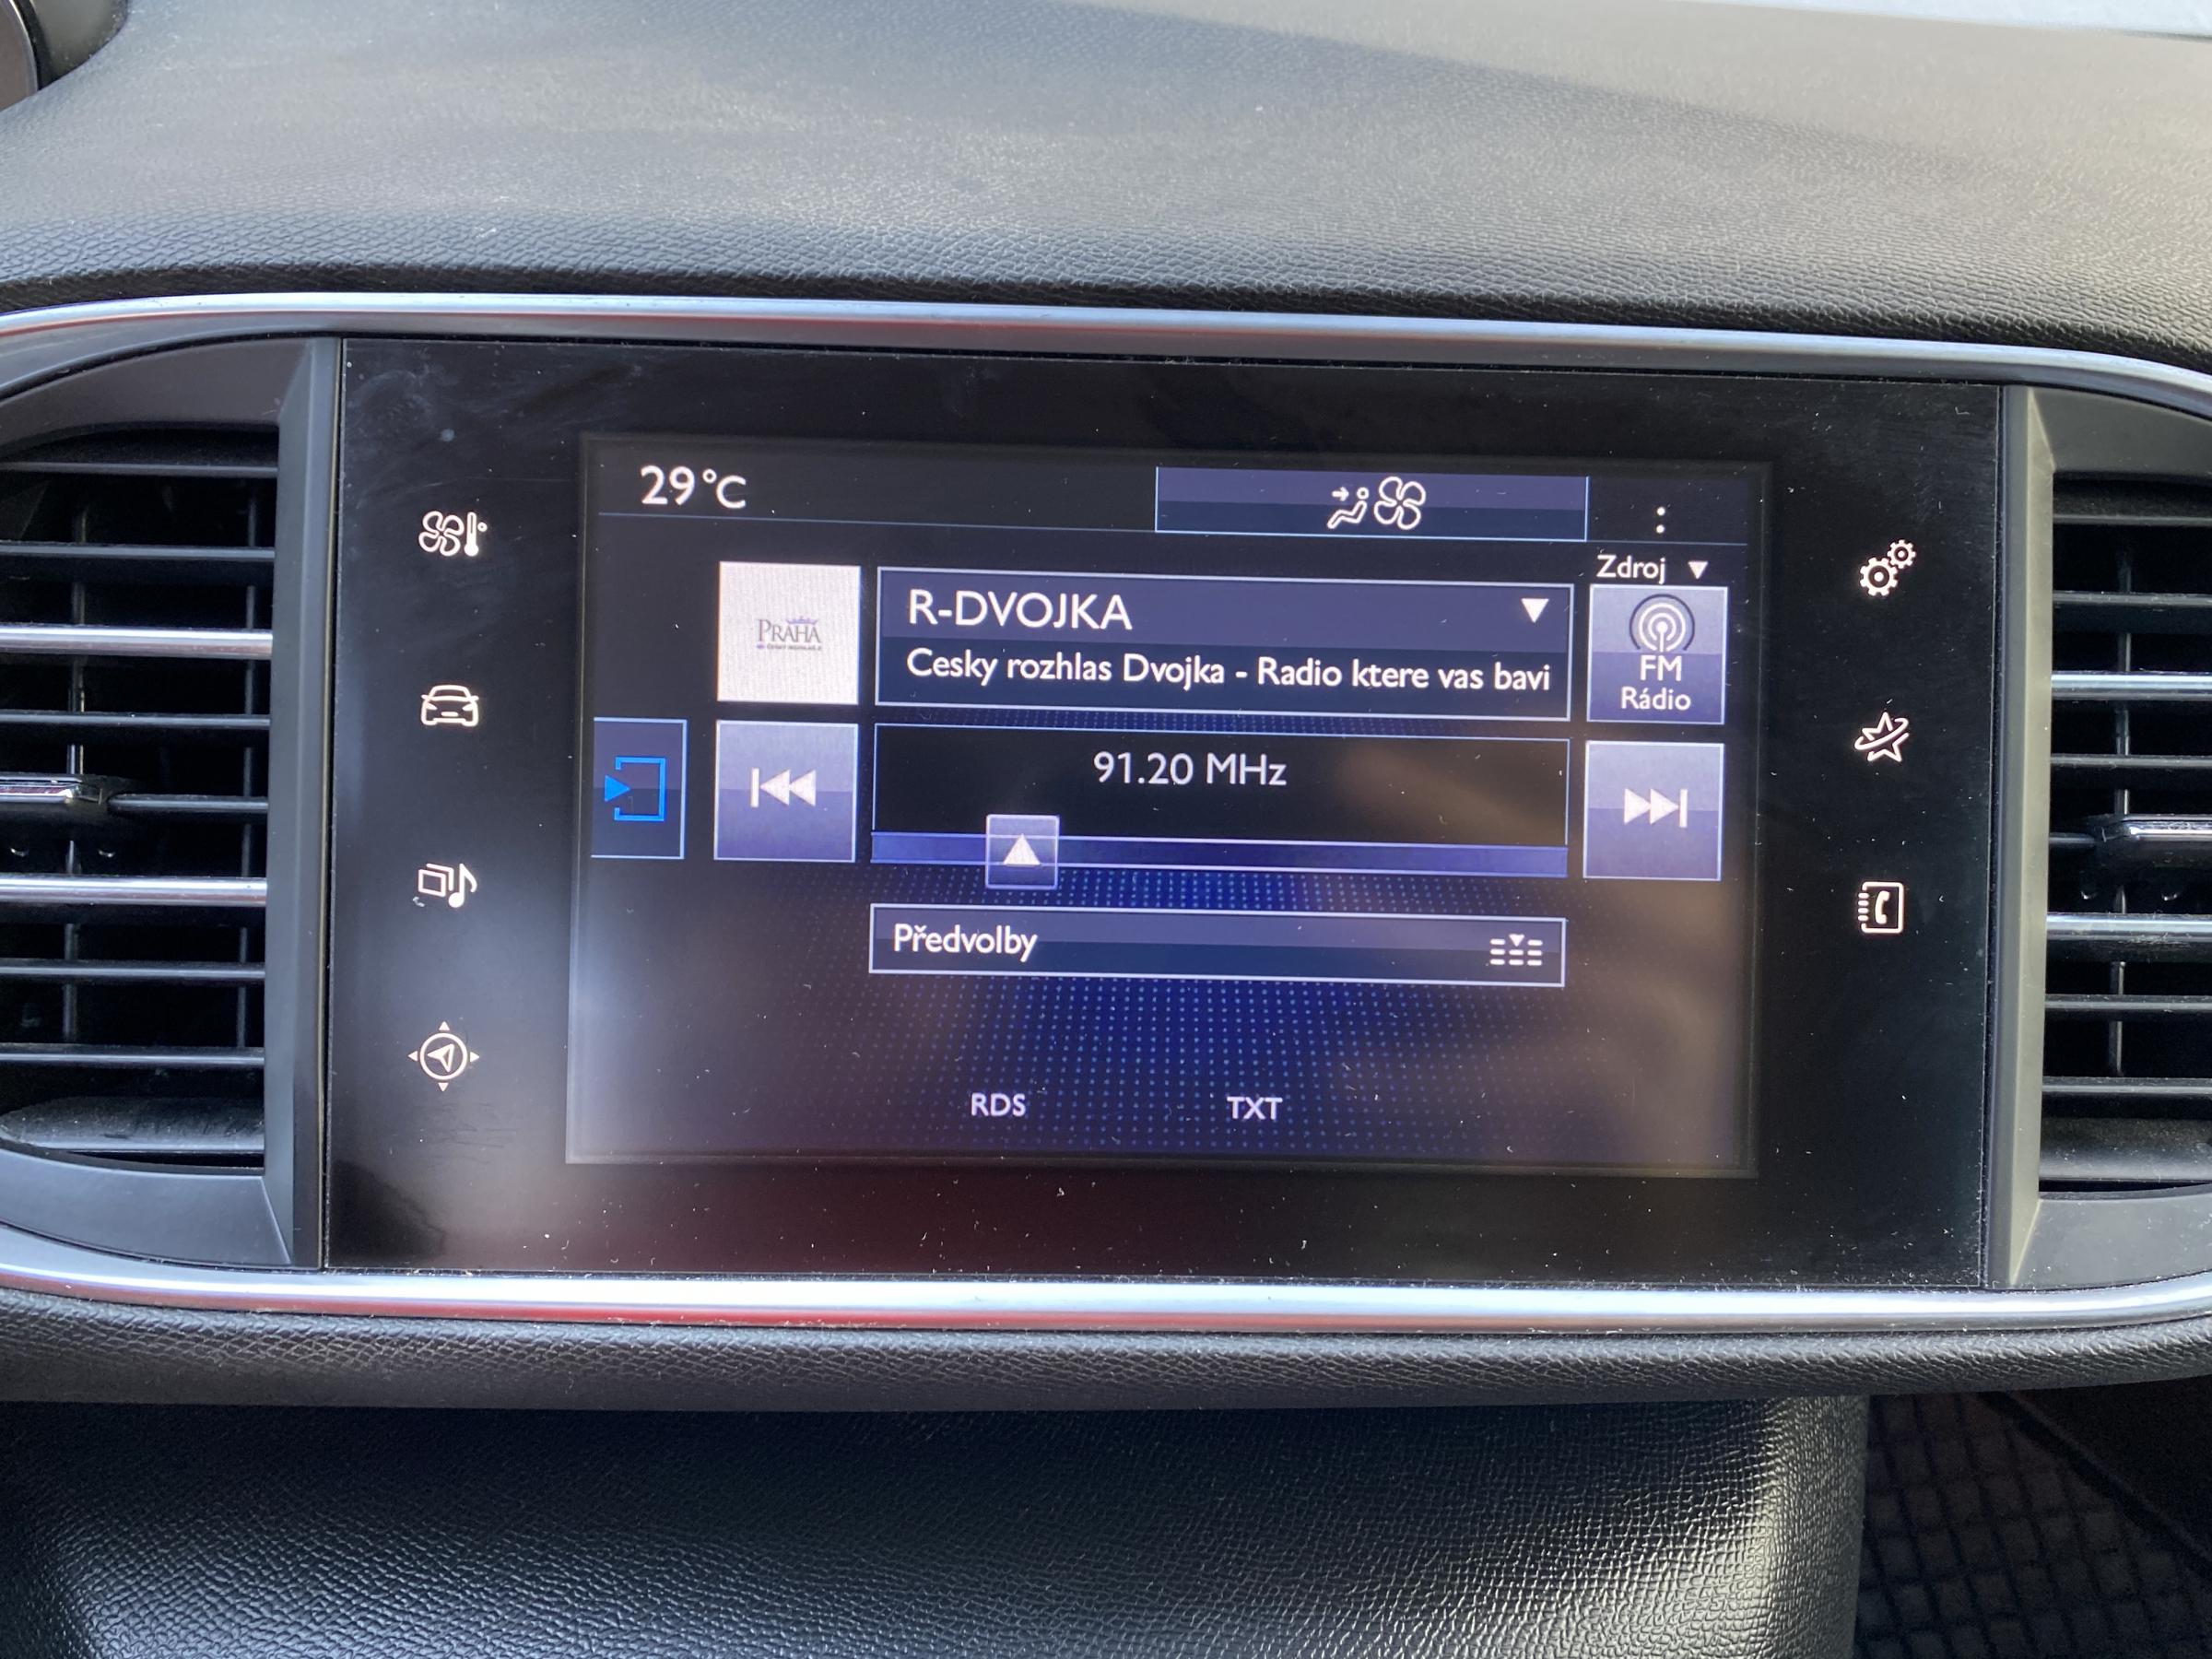 29°C
Zdroj
PRAHA
R-DVOJKA
Cesky rozhlas Dvojka - Radio ktere vas bavi
FM
Rádio
91.20 MHz
Předvolby
RDS
TXT